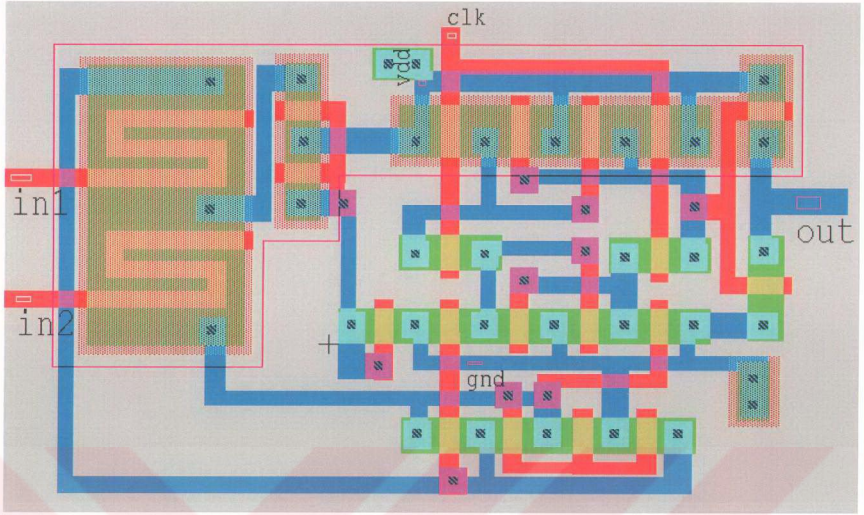 clk
vdd
in1
out
in2
gnd